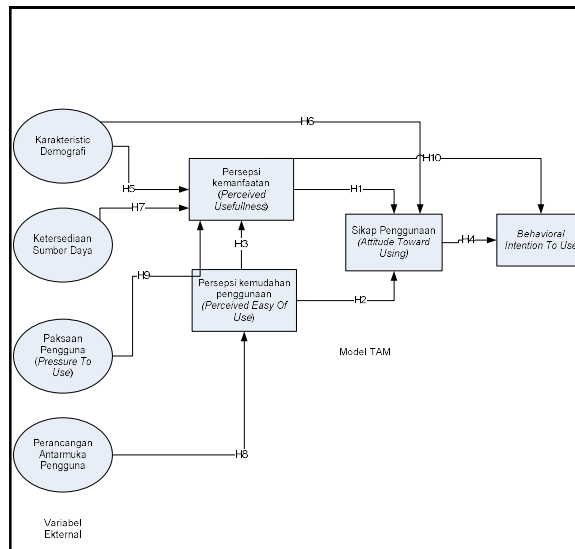 H6
Karakteristic
Demografi
H5
Persepsi
kemanfaatan
(Perceived
Usefullness)
H10
H1
H7
Ketersediaan
Sumber Daya
Sikap Penggunaan
(Attitude Toward
Using)
H4
Behavioral
Intention To Use
H3
H9
Persepsi kemudahan
penggunaan
(Perceived Easy Of
Use)
H2
Paksaan
Pengguna
(Pressure To
Use)
Model TAM
Perancangan
Antarmuka
Pengguna
H8
Variabel
Ekternal